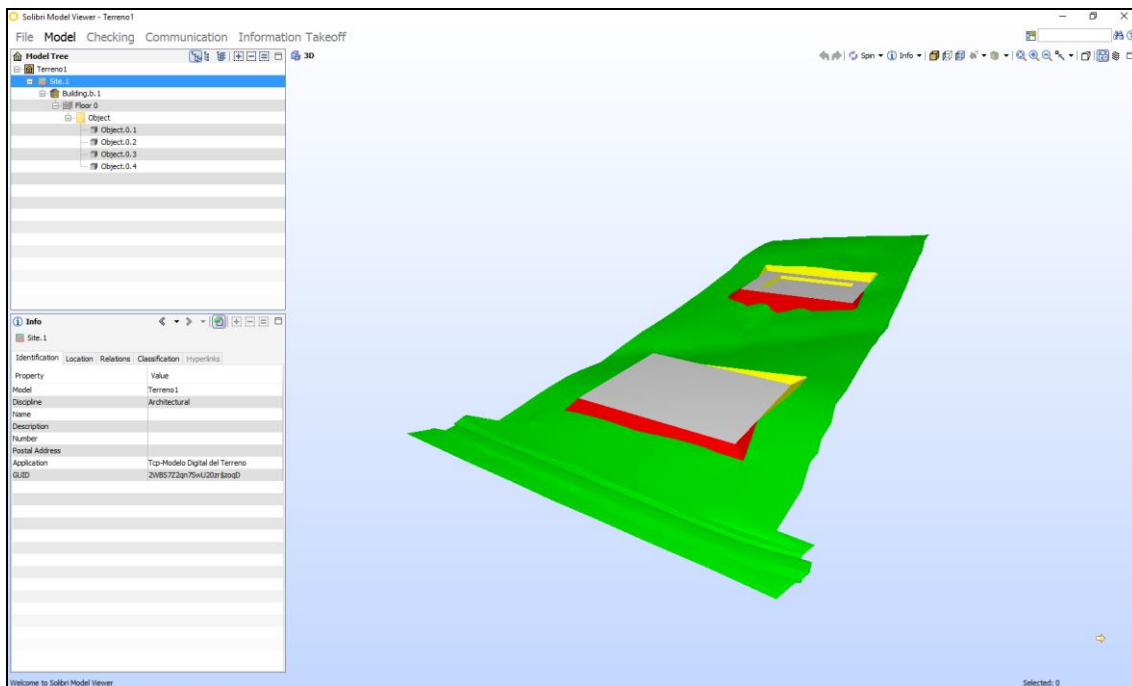 Solibri Model Viewer - Terreno1
File Model Checking Communication Information Takeoff
Model Tree
3D
Spin
Info
Terreno1
Site.1
Building.b.1
Floor 0
Object
Object.0.1
Object.0.2
Object.0.3
Object.0.4
Info
Site.1
Identification Location Relations Classification Hyperlinks
Property Value
Model Terreno1
Discipline Architectural
Name
Description
Number
Postal Address
Application Tcp-Modelo Digital del Terreno
GUID
Welcome to Solibri Model Viewer
Selected: 0